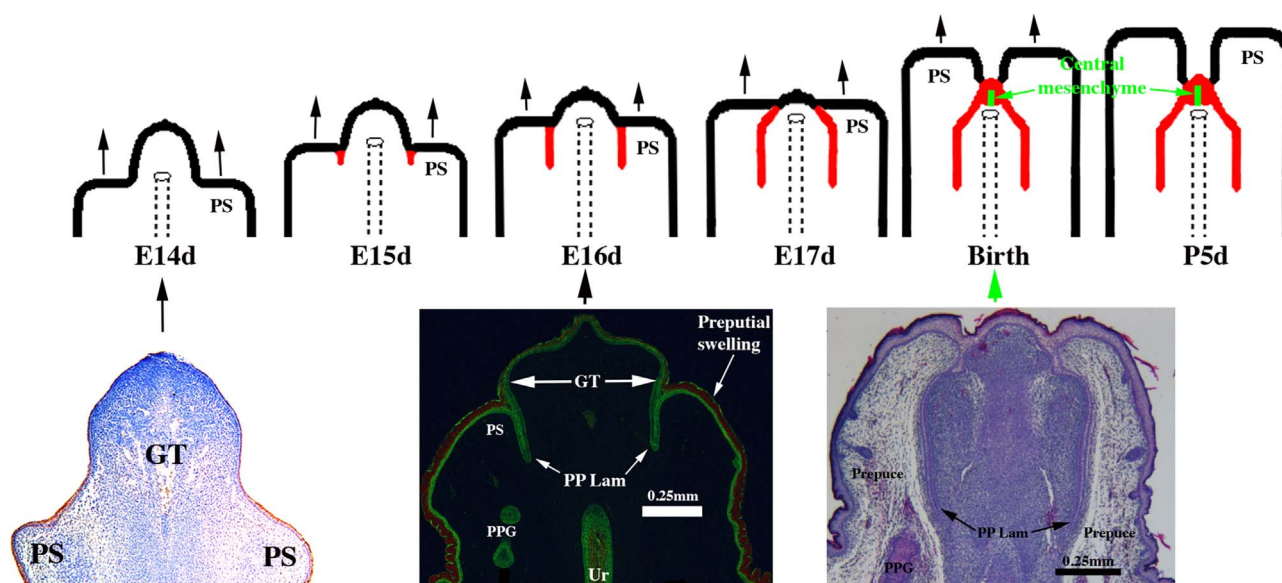 PS
PS
Central
mesenchyme
PS
PS
PS
PS
E14d
E15d
E16d
E17d
Birth
P5d
GT
PS
PS
Preputial
swelling
GT
PS
PP Lam
0.25mm
PPG
Ur
Prepuce
PP Lam
Prepuce
PPG
0.25mm